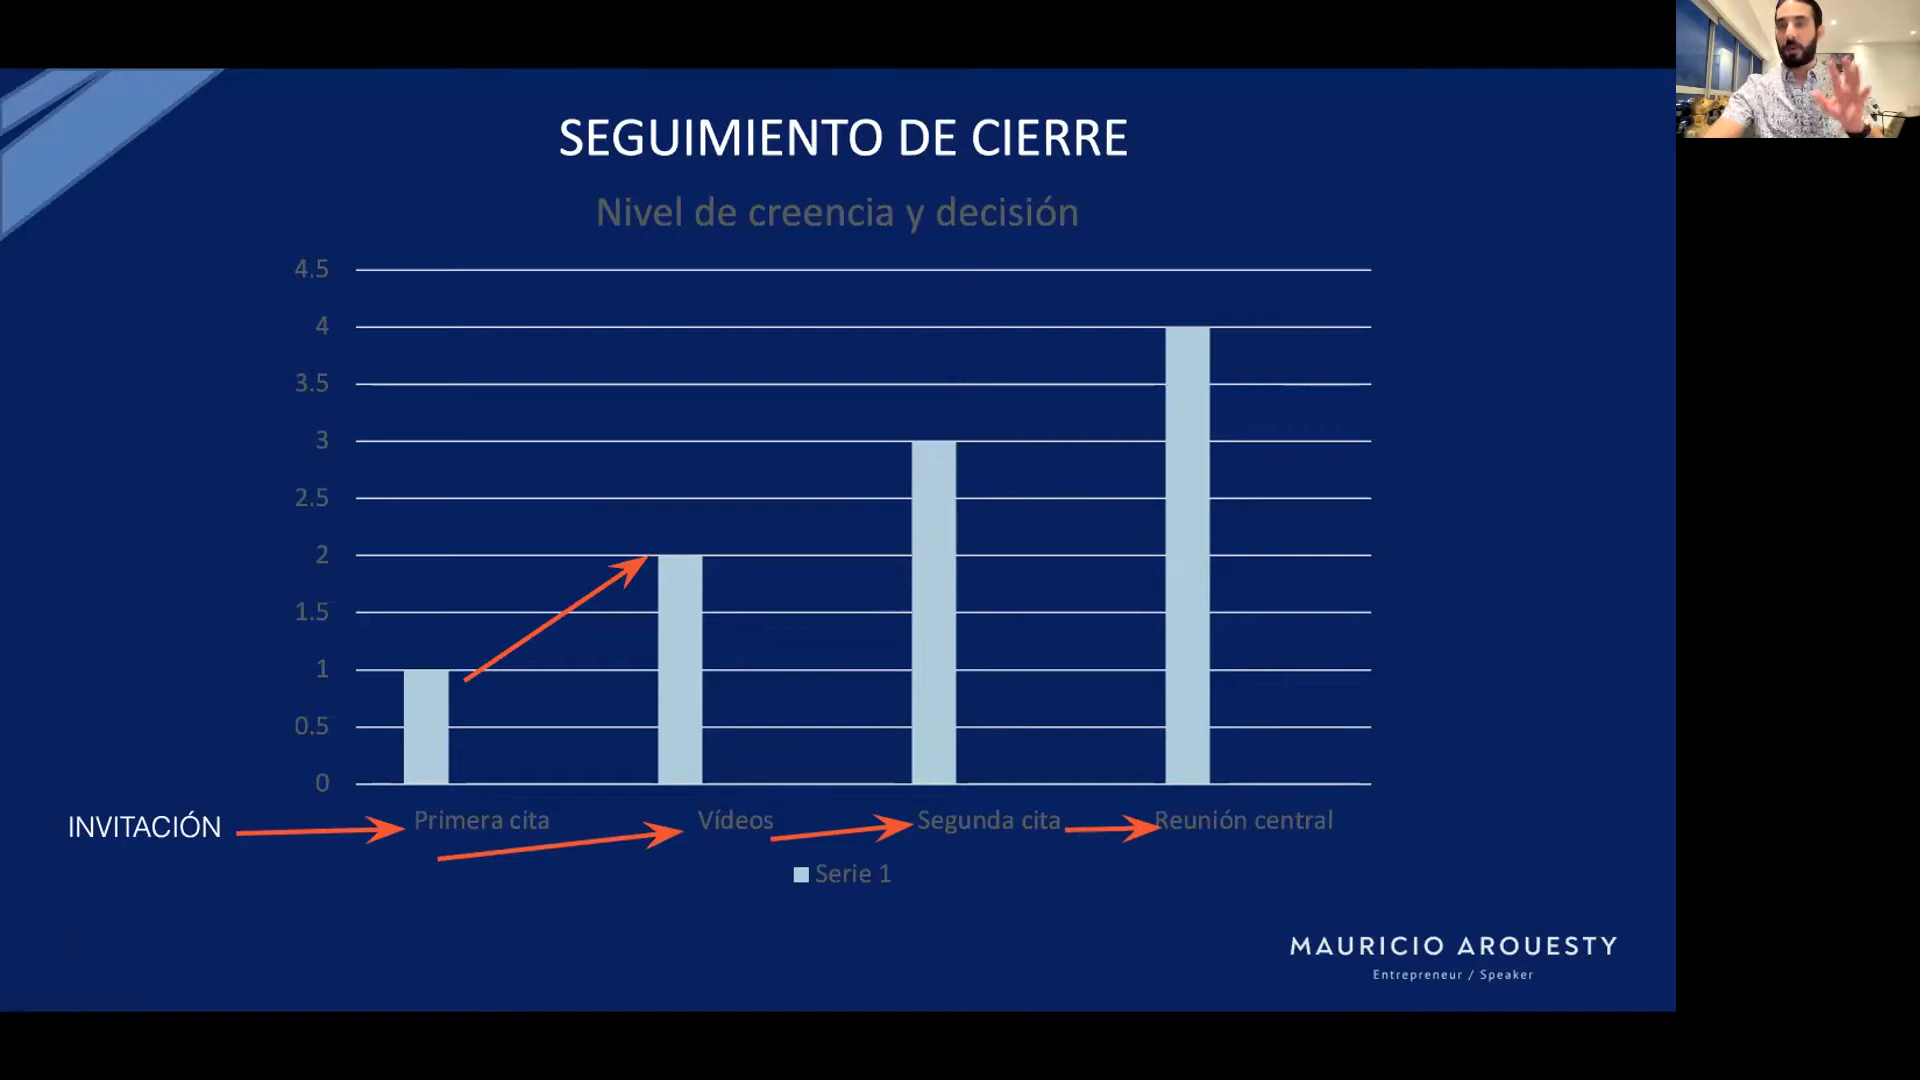 SEGUIMIENTO DE CIERRE
Nivel de creencia y decisión
4.5
4
3.5
3
2.5
2
1.5
1
0.5
0
INVITACIÓN
Primera cita Vídeos Segunda cita Reunión central
Serie 1
MAURICIO AROUESTY
Entrepreneur / Speaker